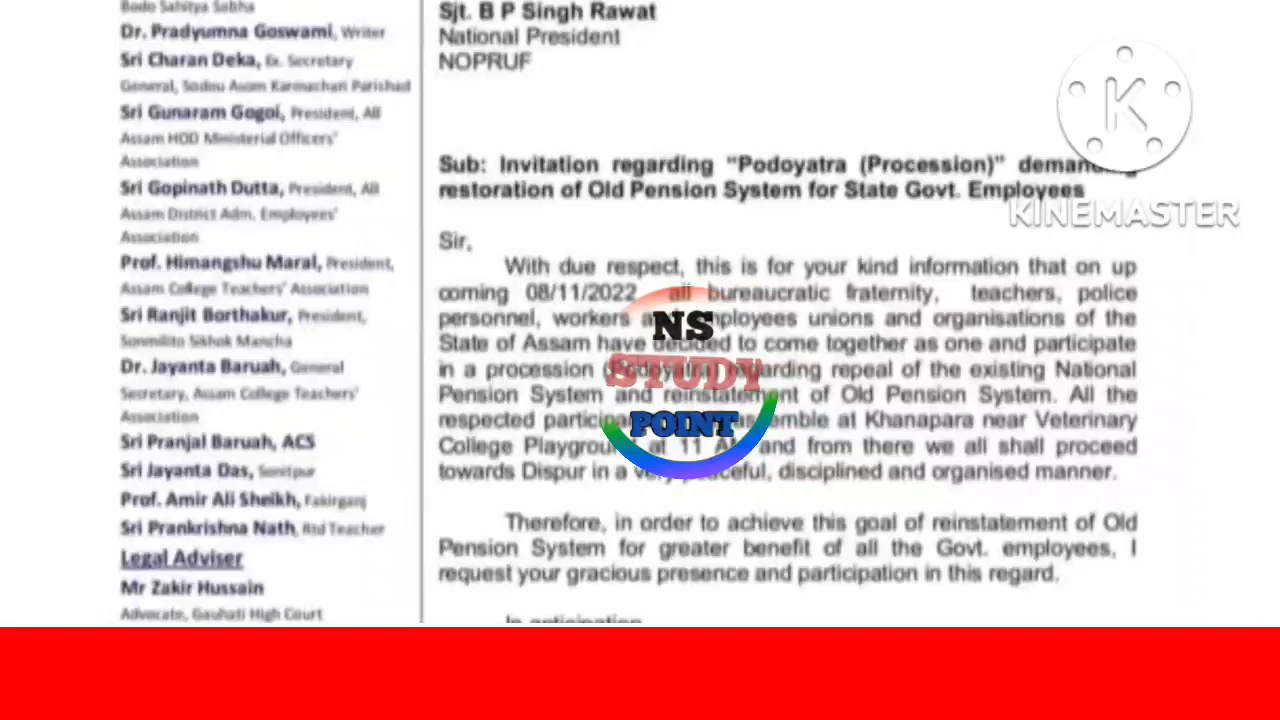 Bodo Sahitya Sabha
Dr. Pradyumna Goswami, Writer
Sri Charan Deka, Ex. Secretary
General, Sodou Asom Karmachari Parishad
Sri Gunaram Gogoi, President, All
Assam HOD Ministerial Officers'
Association
Sri Gopinath Dutta, President, All
Assam District Adm. Employees'
Association
Prof. Himangshu Maral, President,
Assam College Teachers' Association
Sri Ranjit Borthakur, President,
Sonmilito Sikhok Mancha
Dr. Jayanta Baruah, General
Secretary, Assam College Teachers'
Association
Sri Pranjal Baruah, ACS
Sri Jayanta Das, Sonitpur
Prof. Amir Ali Sheikh, Fakirganj
Sri Prankrishna Nath, Rtd Teacher
Legal Adviser
Mr Zakir Hussain
Advocate, Gauhati High Court
Sjt. B P Singh Rawat
National President
NOPRUF
Sub: Invitation regarding "Podoyatra (Procession)"
restoration of Old Pension System for State Govt. Employees
Sir,
With due respect, this is for your kind information that on up
coming 08/11/2022 all bureaucratic fraternity, teachers, police
personnel, workers employees unions and organisations of the
State of Assam have decided to come together as one and participate
in a procession (Podoyatra) regarding repeal of the existing National
Pension System and reinstatement of Old Pension System. All the
respected at Khanapara near Veterinary
College Playground at 11 AM and from there we all shall proceed
towards Dispur in a very peaceful, disciplined and organised manner.
Therefore, in order to achieve this goal of reinstatement of Old
Pension System for greater benefit of all the Govt. employees, I
request your gracious presence and participation in this regard.
NS
STUDY
POINT
K
KINEMASTER